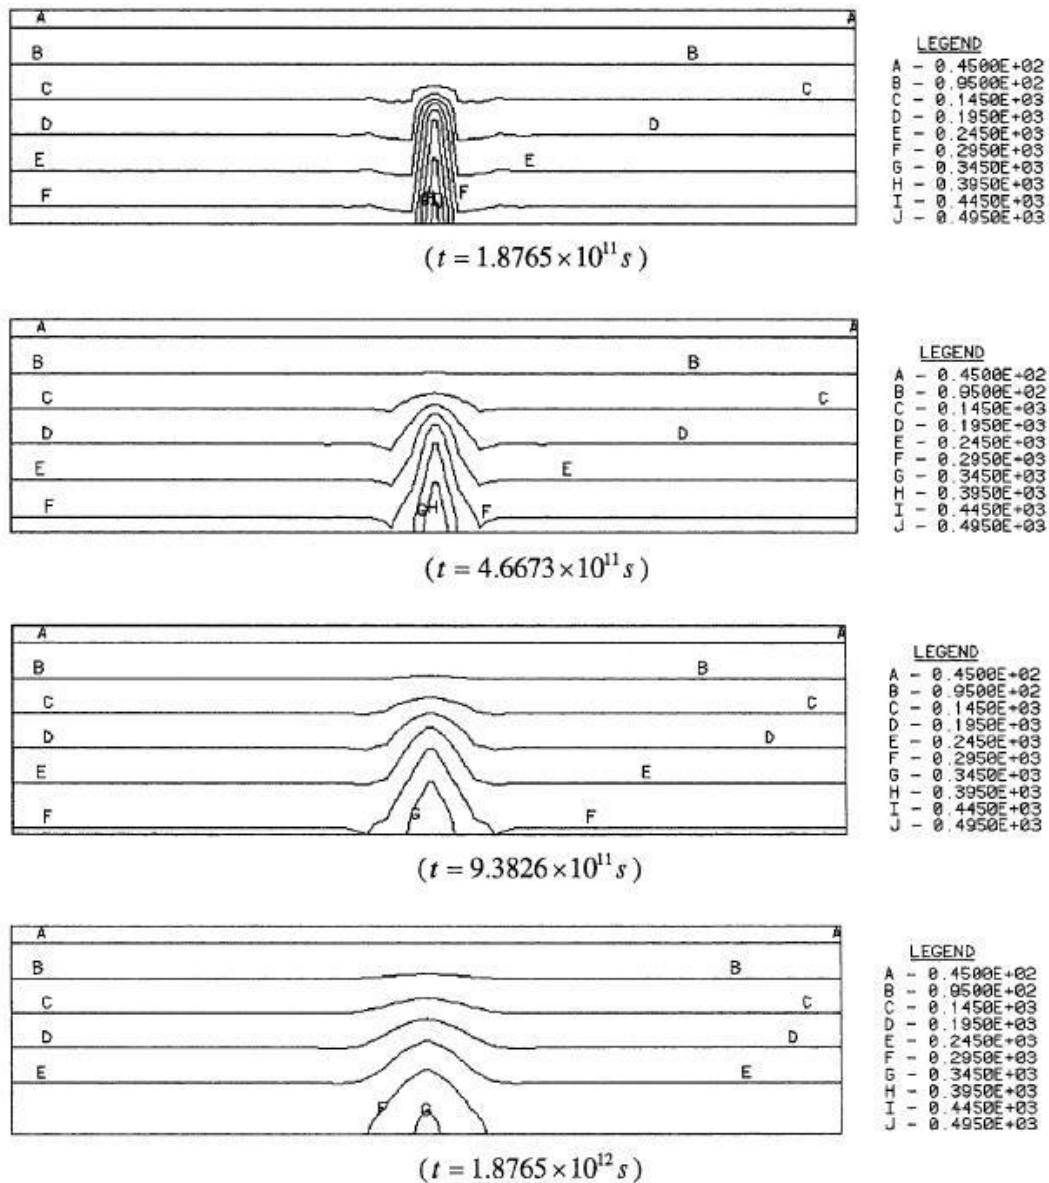 A A
B B
C C
D D
E E
F F
LEGEND
A - 0.4500E+02
B - 0.9500E+02
C - 0.1450E+03
D - 0.1950E+03
E - 0.2450E+03
F - 0.2950E+03
G - 0.3450E+03
H - 0.3950E+03
I - 0.4450E+03
J - 0.4950E+03
(t = 1.8765 × 10¹¹ s)
A A
B B
C C
D D
E E
F GH F
LEGEND
A - 0.4500E+02
B - 0.9500E+02
C - 0.1450E+03
D - 0.1950E+03
E - 0.2450E+03
F - 0.2950E+03
G - 0.3450E+03
H - 0.3950E+03
I - 0.4450E+03
J - 0.4950E+03
(t = 4.6673 × 10¹¹ s)
A A
B B
C C
D D
E E
F G F
LEGEND
A - 0.4500E+02
B - 0.9500E+02
C - 0.1450E+03
D - 0.1950E+03
E - 0.2450E+03
F - 0.2950E+03
G - 0.3450E+03
H - 0.3950E+03
I - 0.4450E+03
J - 0.4950E+03
(t = 9.3826 × 10¹¹ s)
A A
B B
C C
D D
E E
F G
LEGEND
A - 0.4500E+02
B - 0.9500E+02
C - 0.1450E+03
D - 0.1950E+03
E - 0.2450E+03
F - 0.2950E+03
G - 0.3450E+03
H - 0.3950E+03
I - 0.4450E+03
J - 0.4950E+03
(t = 1.8765 × 10¹² s)